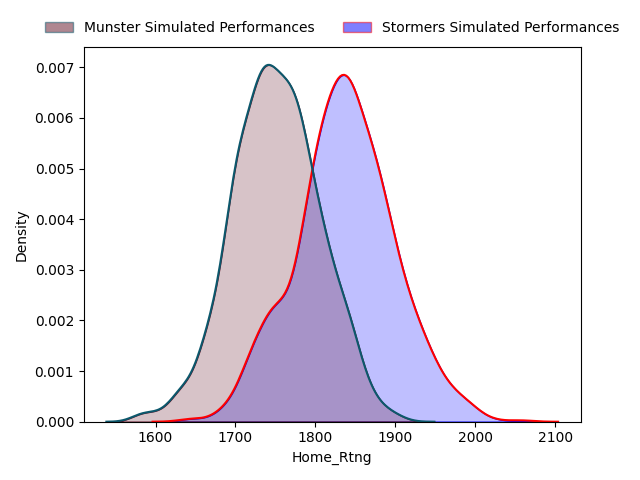 Munster Simulated Performances Stormers Simulated Performances
0.007
0.006
0.005
0.004
0.003
0.002
0.001
0.000
Density
1600 1700 1800 1900 2000 2100
Home_Rtng